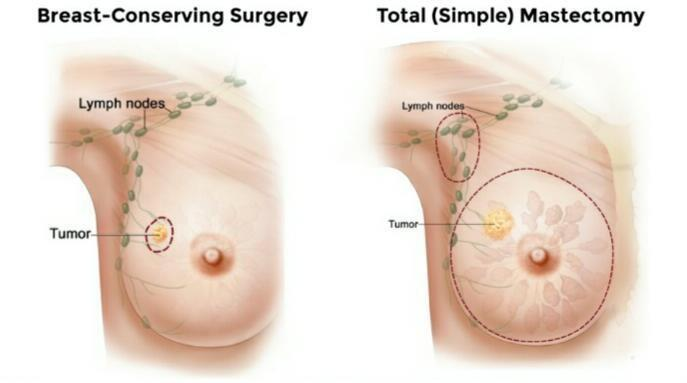 Breast-Conserving Surgery
Total (Simple) Mastectomy
Lymph nodes
Tumor
Lymph nodes
Tumor